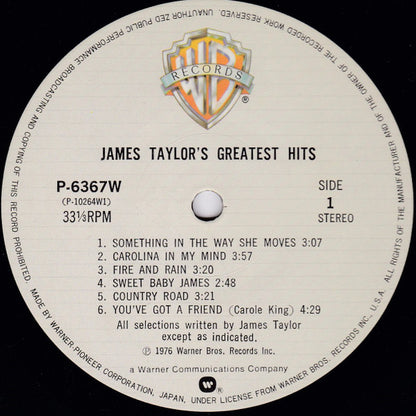 WB
RECORDS
®
JAMES TAYLOR'S GREATEST HITS
P-6367W
(P-10264W1)
33⅓RPM
SIDE
1
STEREO
1. SOMETHING IN THE WAY SHE MOVES 3:07
2. CAROLINA IN MY MIND 3:57
3. FIRE AND RAIN 3:20
4. SWEET BABY JAMES 2:48
5. COUNTRY ROAD 3:21
6. YOU'VE GOT A FRIEND (Carole King) 4:29
All selections written by James Taylor
except as indicated.
Ⓟ 1976 Warner Bros. Records Inc.
a Warner Communications Company
W
MADE BY WARNER-PIONEER CORPORATION, JAPAN, UNDER LICENSE FROM WARNER BROS. RECORDS INC., U.S.A. ALL RIGHTS OF THE MANUFACTURER AND OF THE OWNER OF THE RECORDED WORK RESERVED. UNAUTHORIZED PUBLIC PERFORMANCE BROADCASTING AND COPYING OF THIS RECORD PROHIBITED.